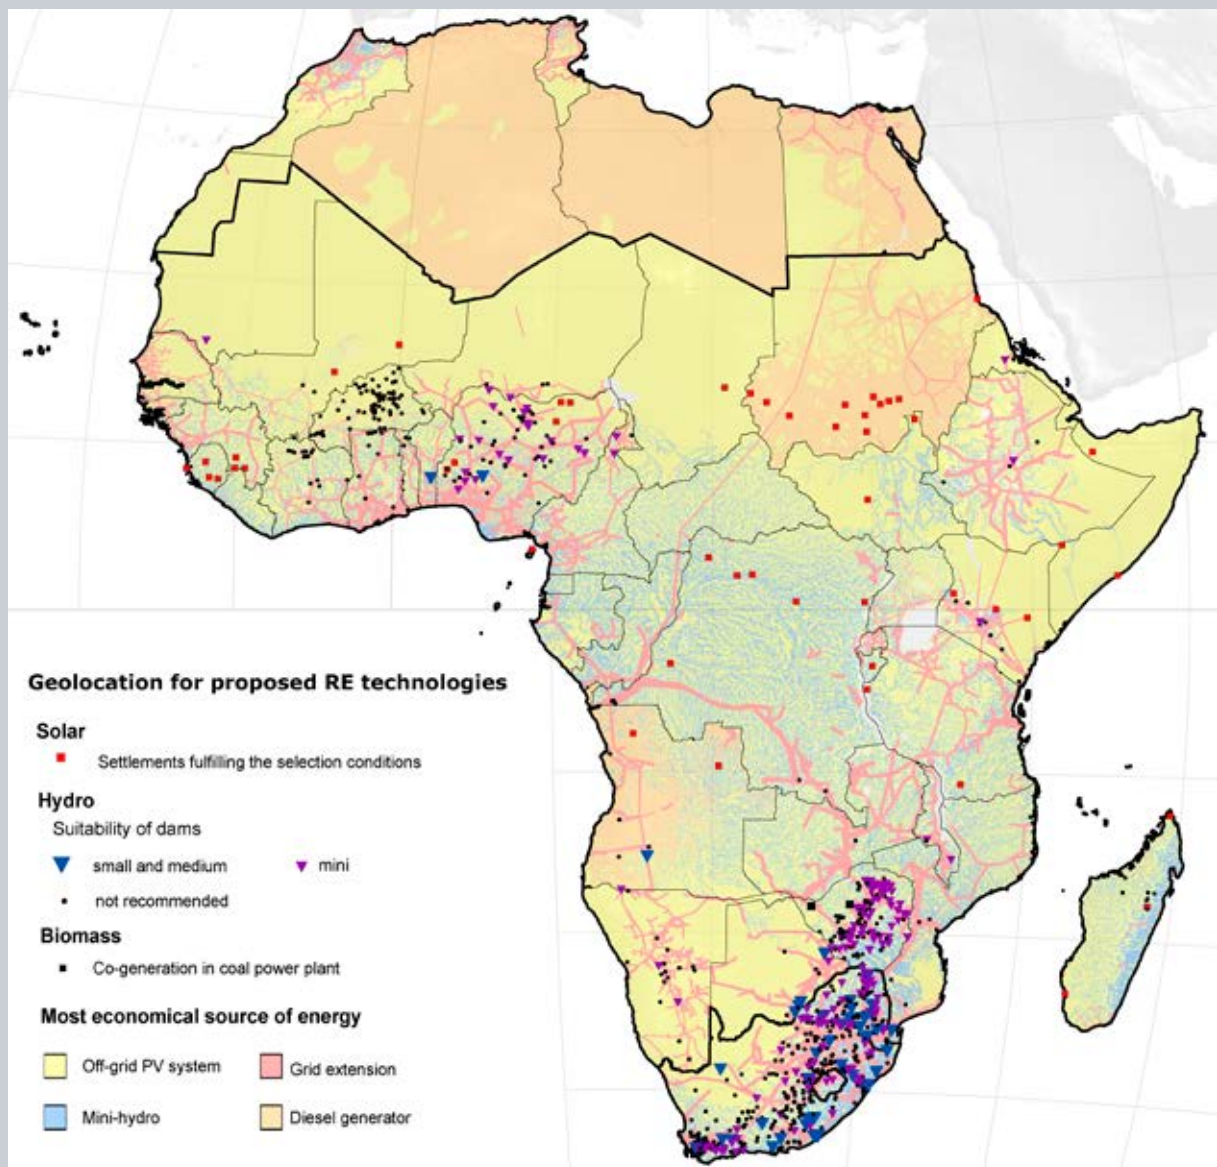 Geolocation for proposed RE technologies
Solar
Settlements fulfilling the selection conditions
Hydro
Suitability of dams
small and medium
mini
not recommended
Biomass
Co-generation in coal power plant
Most economical source of energy
Off-grid PV system
Grid extension
Mini-hydro
Diesel generator